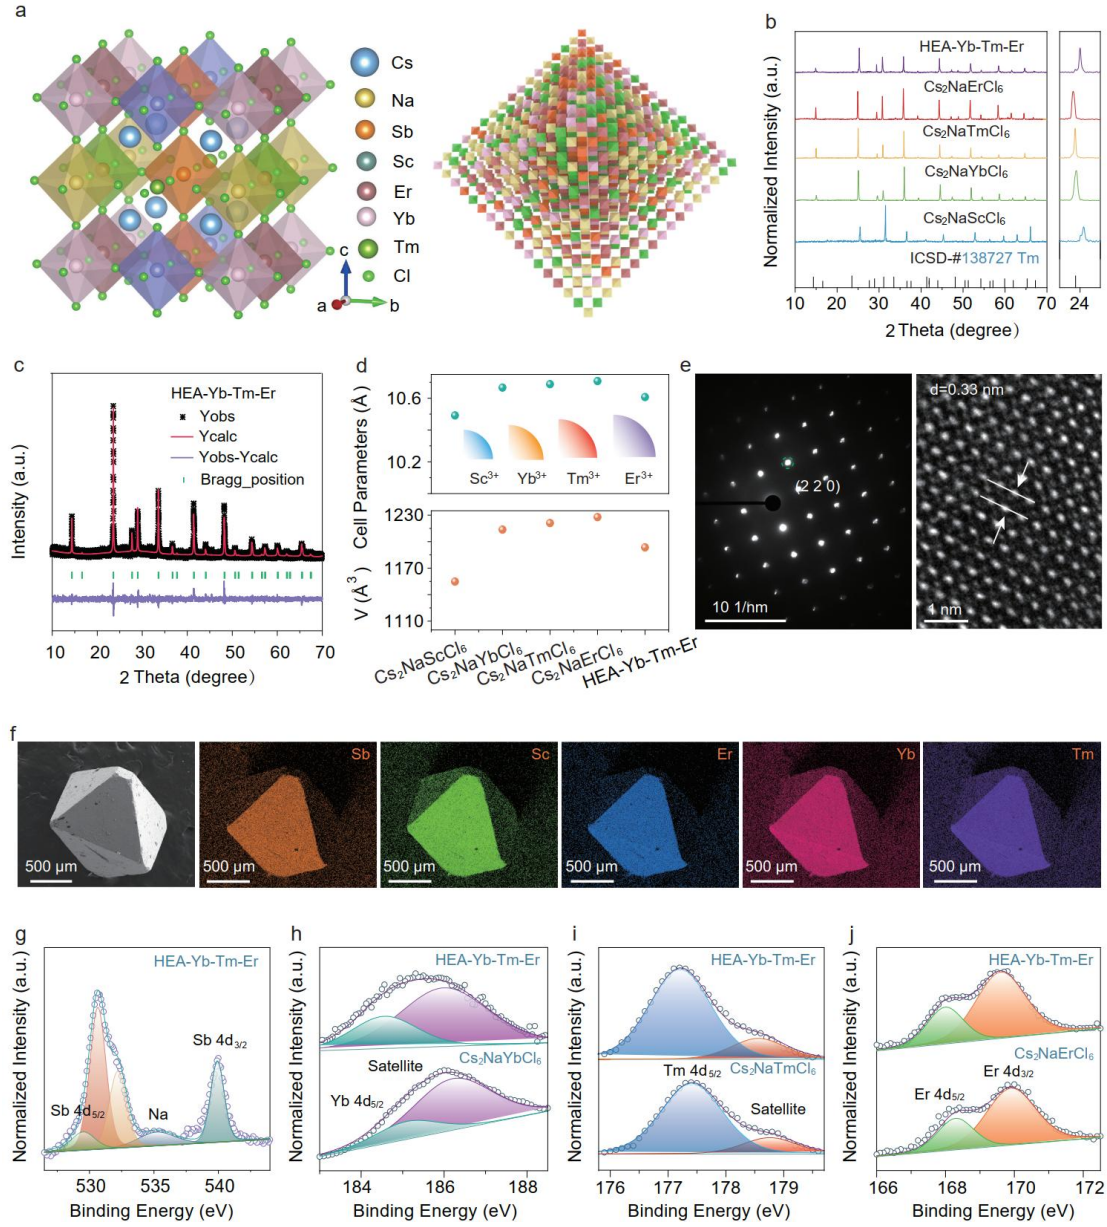 a
Cs
Na
Sb
Sc
Er
Yb
Tm
Cl
c
a
b
b
Normalized Intensity (a.u.)
HEA-Yb-Tm-Er
Cs₂NaErCl₆
Cs₂NaTmCl₆
Cs₂NaYbCl₆
Cs₂NaScCl₆
ICSD-#138727 Tm
10 20 30 40 50 60 70
24
2 Theta (degree)
c
Intensity (a.u.)
HEA-Yb-Tm-Er
Yobs
Ycalc
Yobs-Ycalc
Bragg_position
10 20 30 40 50 60 70
2 Theta (degree)
d
Cell Parameters (Å)
10.6
10.2
Sc³⁺ Yb³⁺ Tm³⁺ Er³⁺
V (Å³)
1230
1170
1110
Cs₂NaScCl₆
Cs₂NaYbCl₆
Cs₂NaTmCl₆
Cs₂NaErCl₆
HEA-Yb-Tm-Er
e
(2 2 0)
10 1/nm
d=0.33 nm
1 nm
f
500 µm
Sb
500 µm
Sc
500 µm
Er
500 µm
Yb
500 µm
Tm
500 µm
g
Normalized Intensity (a.u.)
HEA-Yb-Tm-Er
Sb 4d₃/₂
Sb 4d₅/₂
Na
530 535 540
Binding Energy (eV)
h
Normalized Intensity (a.u.)
HEA-Yb-Tm-Er
Cs₂NaYbCl₆
Satellite
Yb 4d₅/₂
184 186 188
Binding Energy (eV)
i
Normalized Intensity (a.u.)
HEA-Yb-Tm-Er
Tm 4d₅/₂
Cs₂NaTmCl₆
Satellite
176 177 178 179
Binding Energy (eV)
j
Normalized Intensity (a.u.)
HEA-Yb-Tm-Er
Cs₂NaErCl₆
Er 4d₃/₂
Er 4d₅/₂
166 168 170 172
Binding Energy (eV)